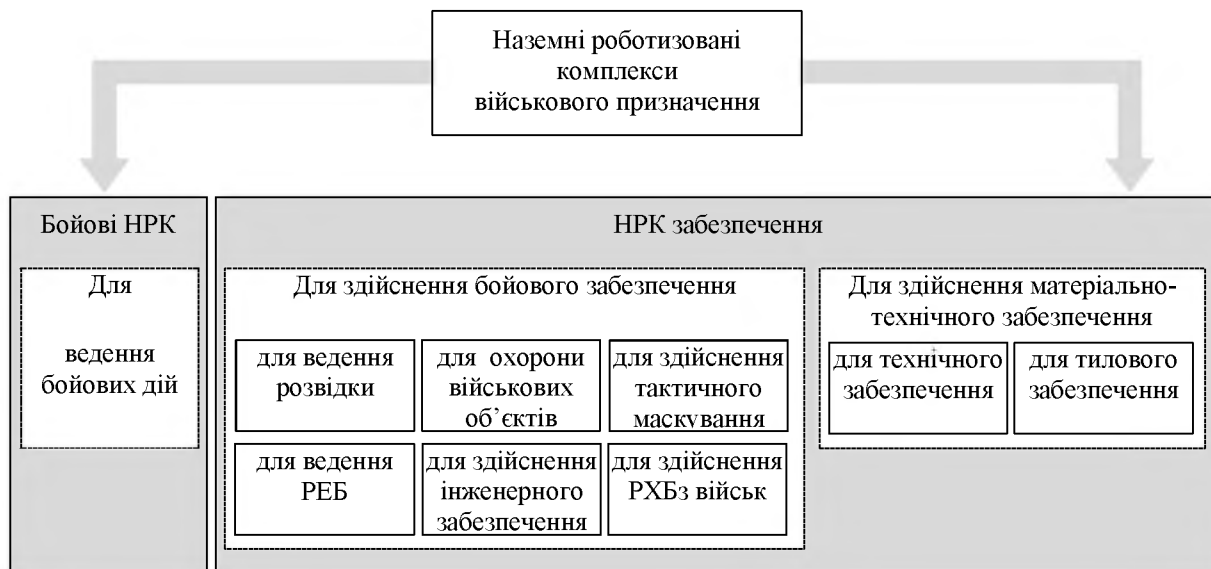 Наземні роботизовані
комплекси
військового призначення
Бойові НРК
Для
ведення
бойових дій
НРК забезпечення
Для здійснення бойового забезпечення
для ведення
розвідки
для охорони
військових
об’єктів
для здійснення
тактичного
маскування
для ведення
РЕБ
для здійснення
інженерного
забезпечення
для здійснення
РХБз військ
Для здійснення матеріально-
технічного забезпечення
для технічного
забезпечення
для тилового
забезпечення